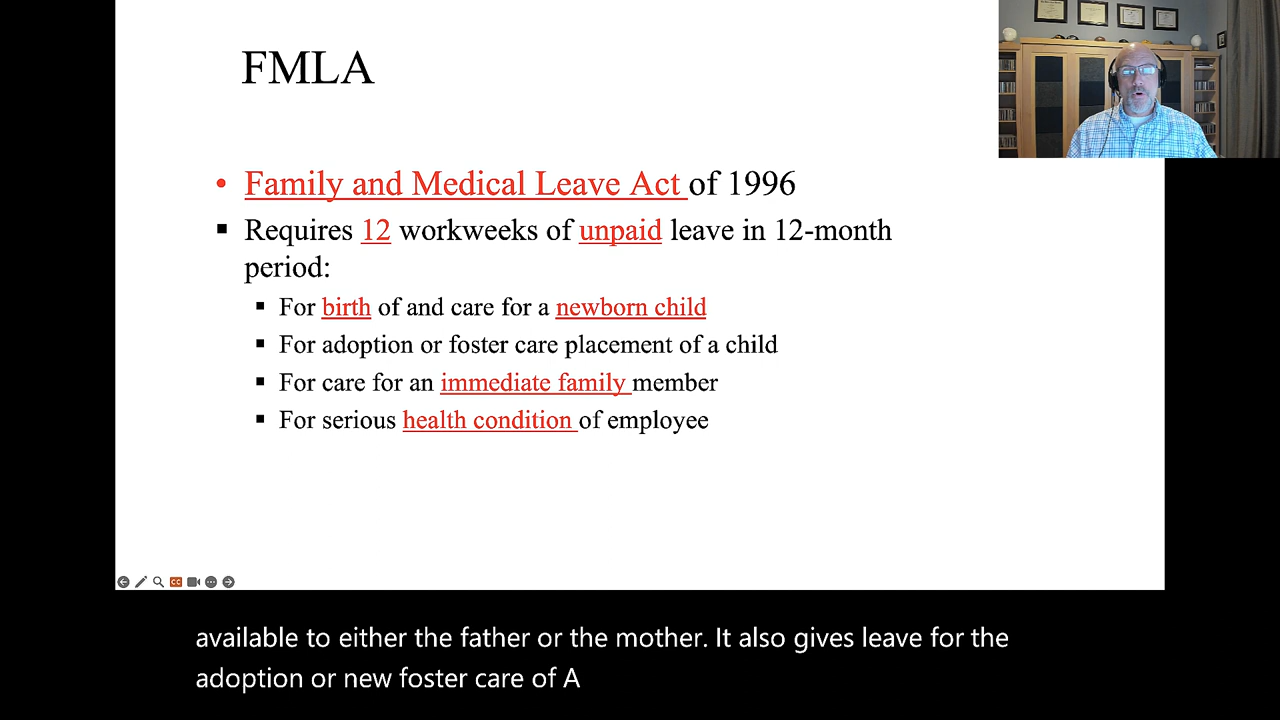 FMLA
• Family and Medical Leave Act of 1996
▪ Requires 12 workweeks of unpaid leave in 12-month
period:
▪ For birth of and care for a newborn child
▪ For adoption or foster care placement of a child
▪ For care for an immediate family member
▪ For serious health condition of employee
CC
available to either the father or the mother. It also gives leave for the
adoption or new foster care of A